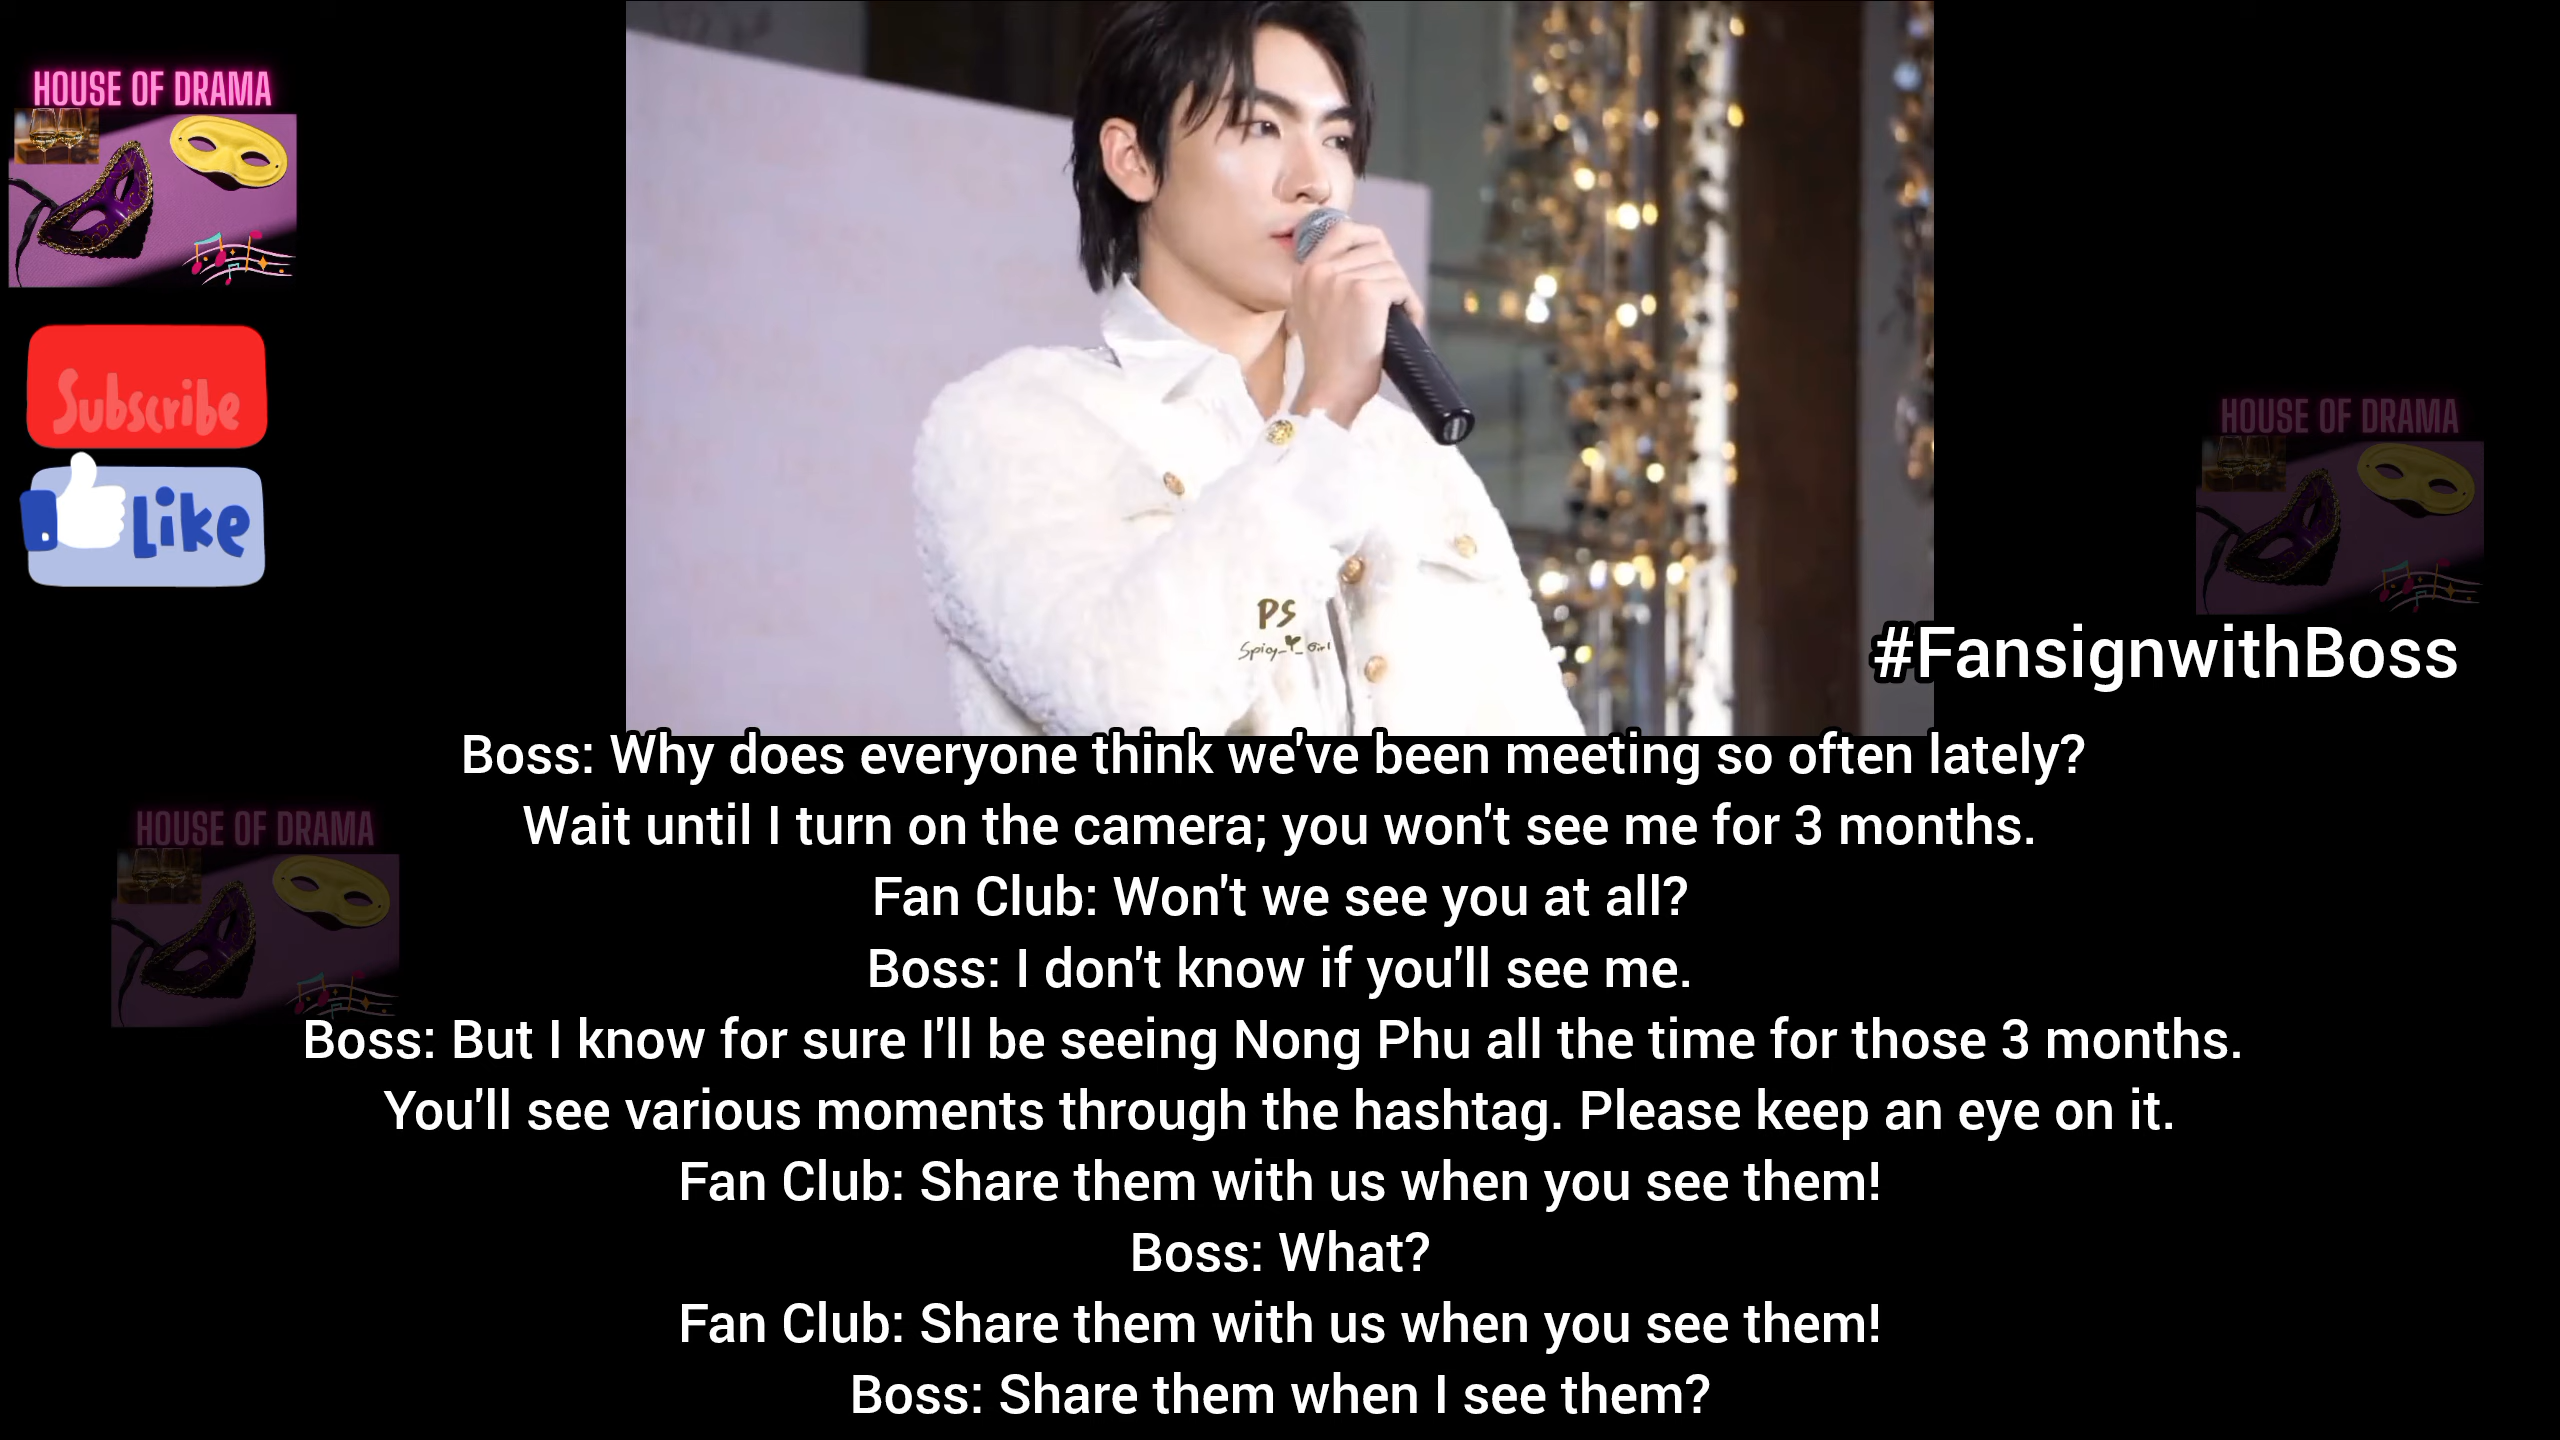 HOUSE OF DRAMA
Subscribe
Like
PS
Spicy_Girl
HOUSE OF DRAMA
#FansignwithBoss
HOUSE OF DRAMA
Boss: Why does everyone think we've been meeting so often lately?
Wait until I turn on the camera; you won't see me for 3 months.
Fan Club: Won't we see you at all?
Boss: I don't know if you'll see me.
Boss: But I know for sure I'll be seeing Nong Phu all the time for those 3 months.
You'll see various moments through the hashtag. Please keep an eye on it.
Fan Club: Share them with us when you see them!
Boss: What?
Fan Club: Share them with us when you see them!
Boss: Share them when I see them?